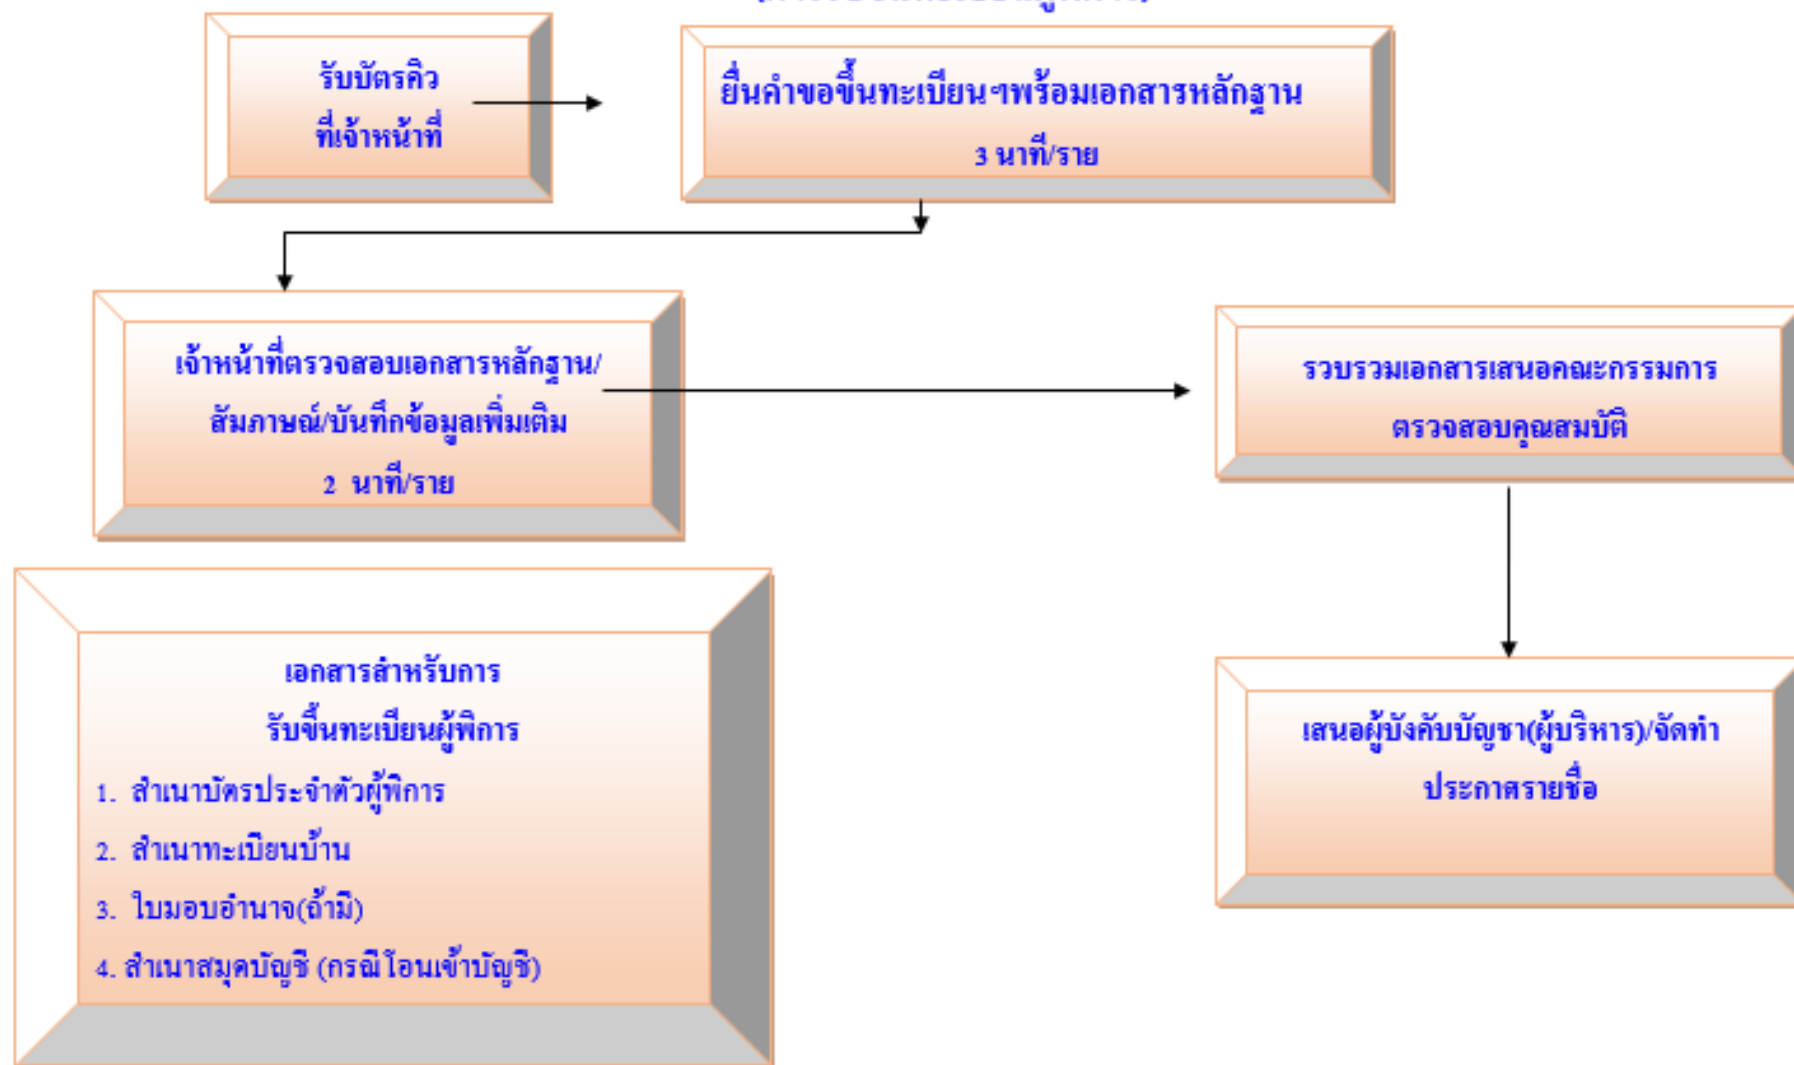 รับบัตรคิว
ที่เจ้าหน้าที่
ยื่นคำขอขึ้นทะเบียนฯพร้อมเอกสารหลักฐาน
3 นาที/ราย
เจ้าหน้าที่ตรวจสอบเอกสารหลักฐาน/
สัมภาษณ์/บันทึกข้อมูลเพิ่มเติม
2 นาที/ราย
รวบรวมเอกสารเสนอคณะกรรมการ
ตรวจสอบคุณสมบัติ
เอกสารสำหรับการ
รับขึ้นทะเบียนผู้พิการ
1. สำเนาบัตรประจำตัวผู้พิการ
2. สำเนาทะเบียนบ้าน
3. ใบมอบอำนาจ(ถ้ามี)
4. สำเนาสมุดบัญชี (กรณีโอนเข้าบัญชี)
เสนอผู้บังคับบัญชา(ผู้บริหาร)/จัดทำ
ประกาศรายชื่อ